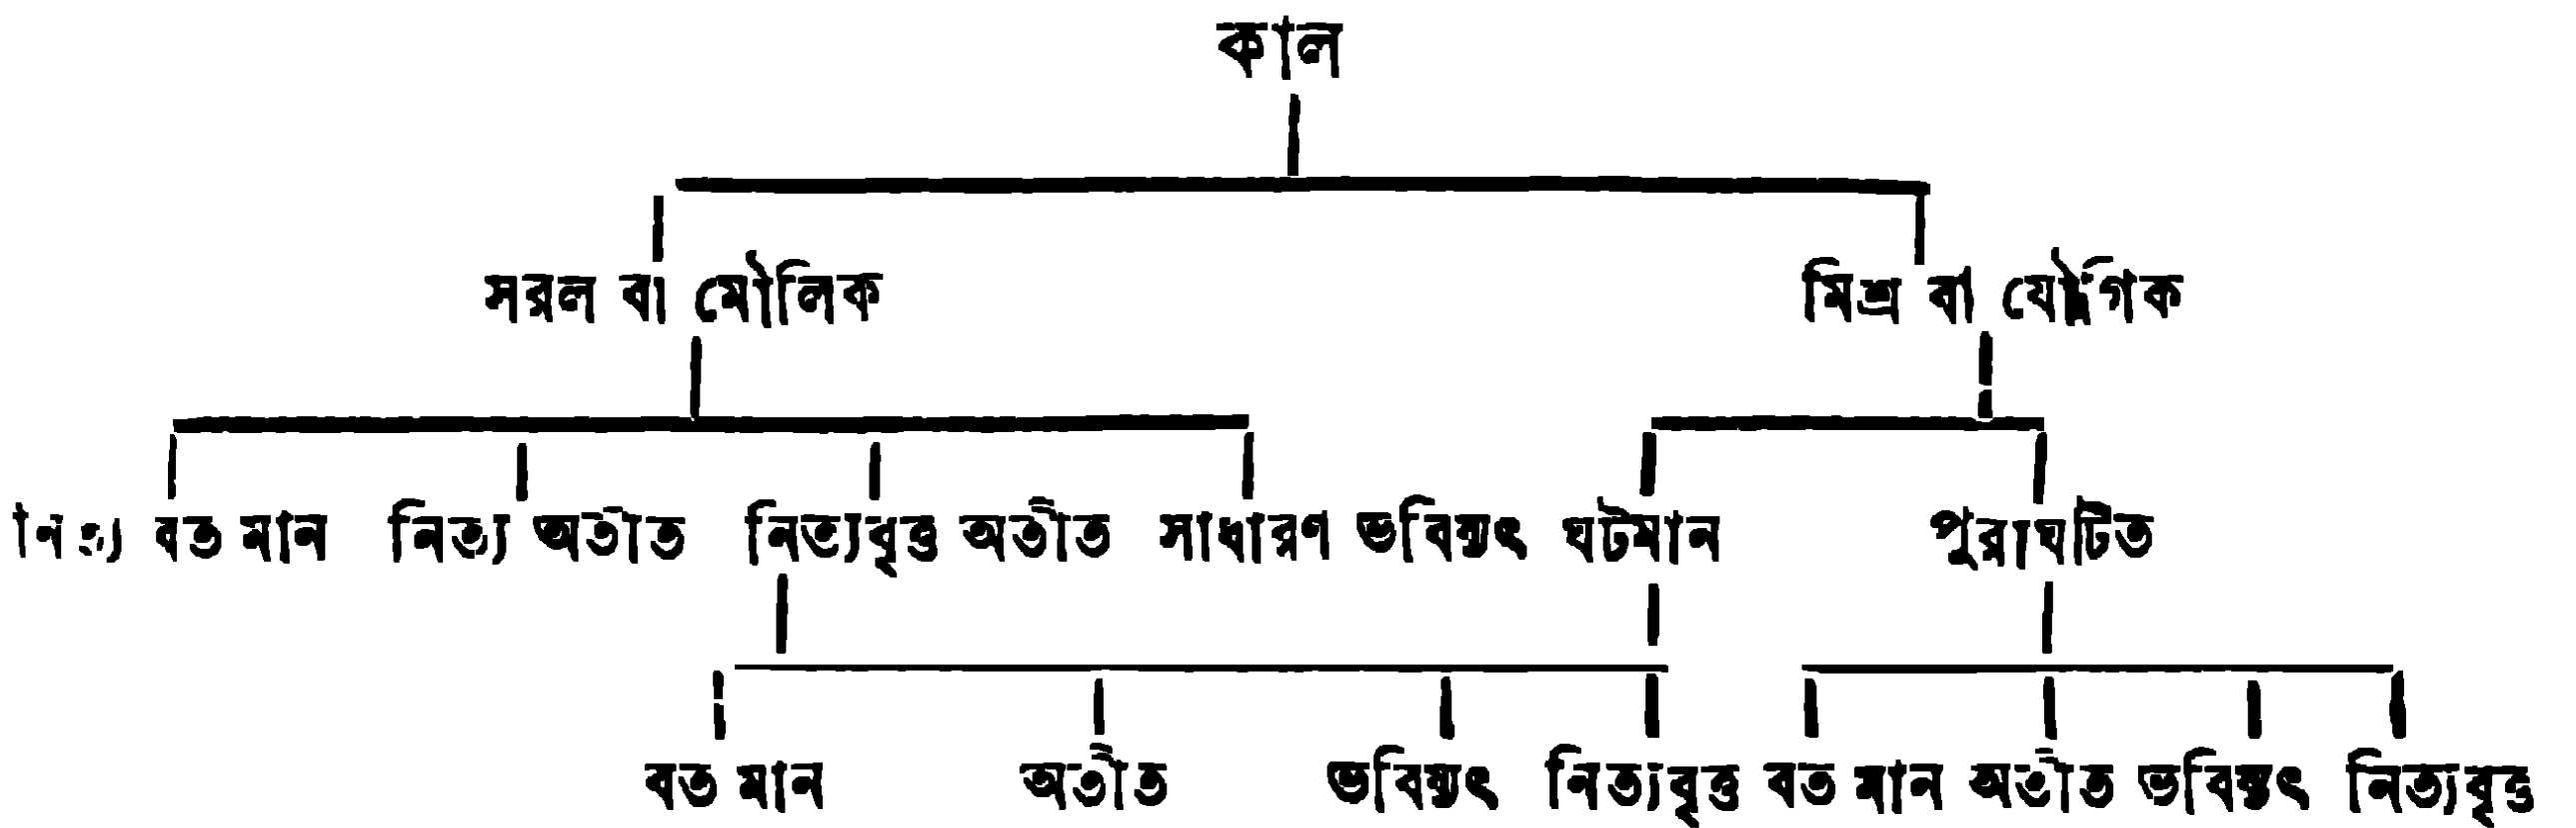 কাল
সরল বা মৌলিক মিশ্র বা যৌগিক
নিত্য বর্তমান নিত্য অতীত নিত্যবৃত্ত অতীত সাধারণ ভবিষ্যৎ ঘটমান পুরাঘটিত
বর্তমান অতীত ভবিষ্যৎ নিত্যবৃত্ত বর্তমান অতীত ভবিষ্যৎ নিত্যবৃত্ত